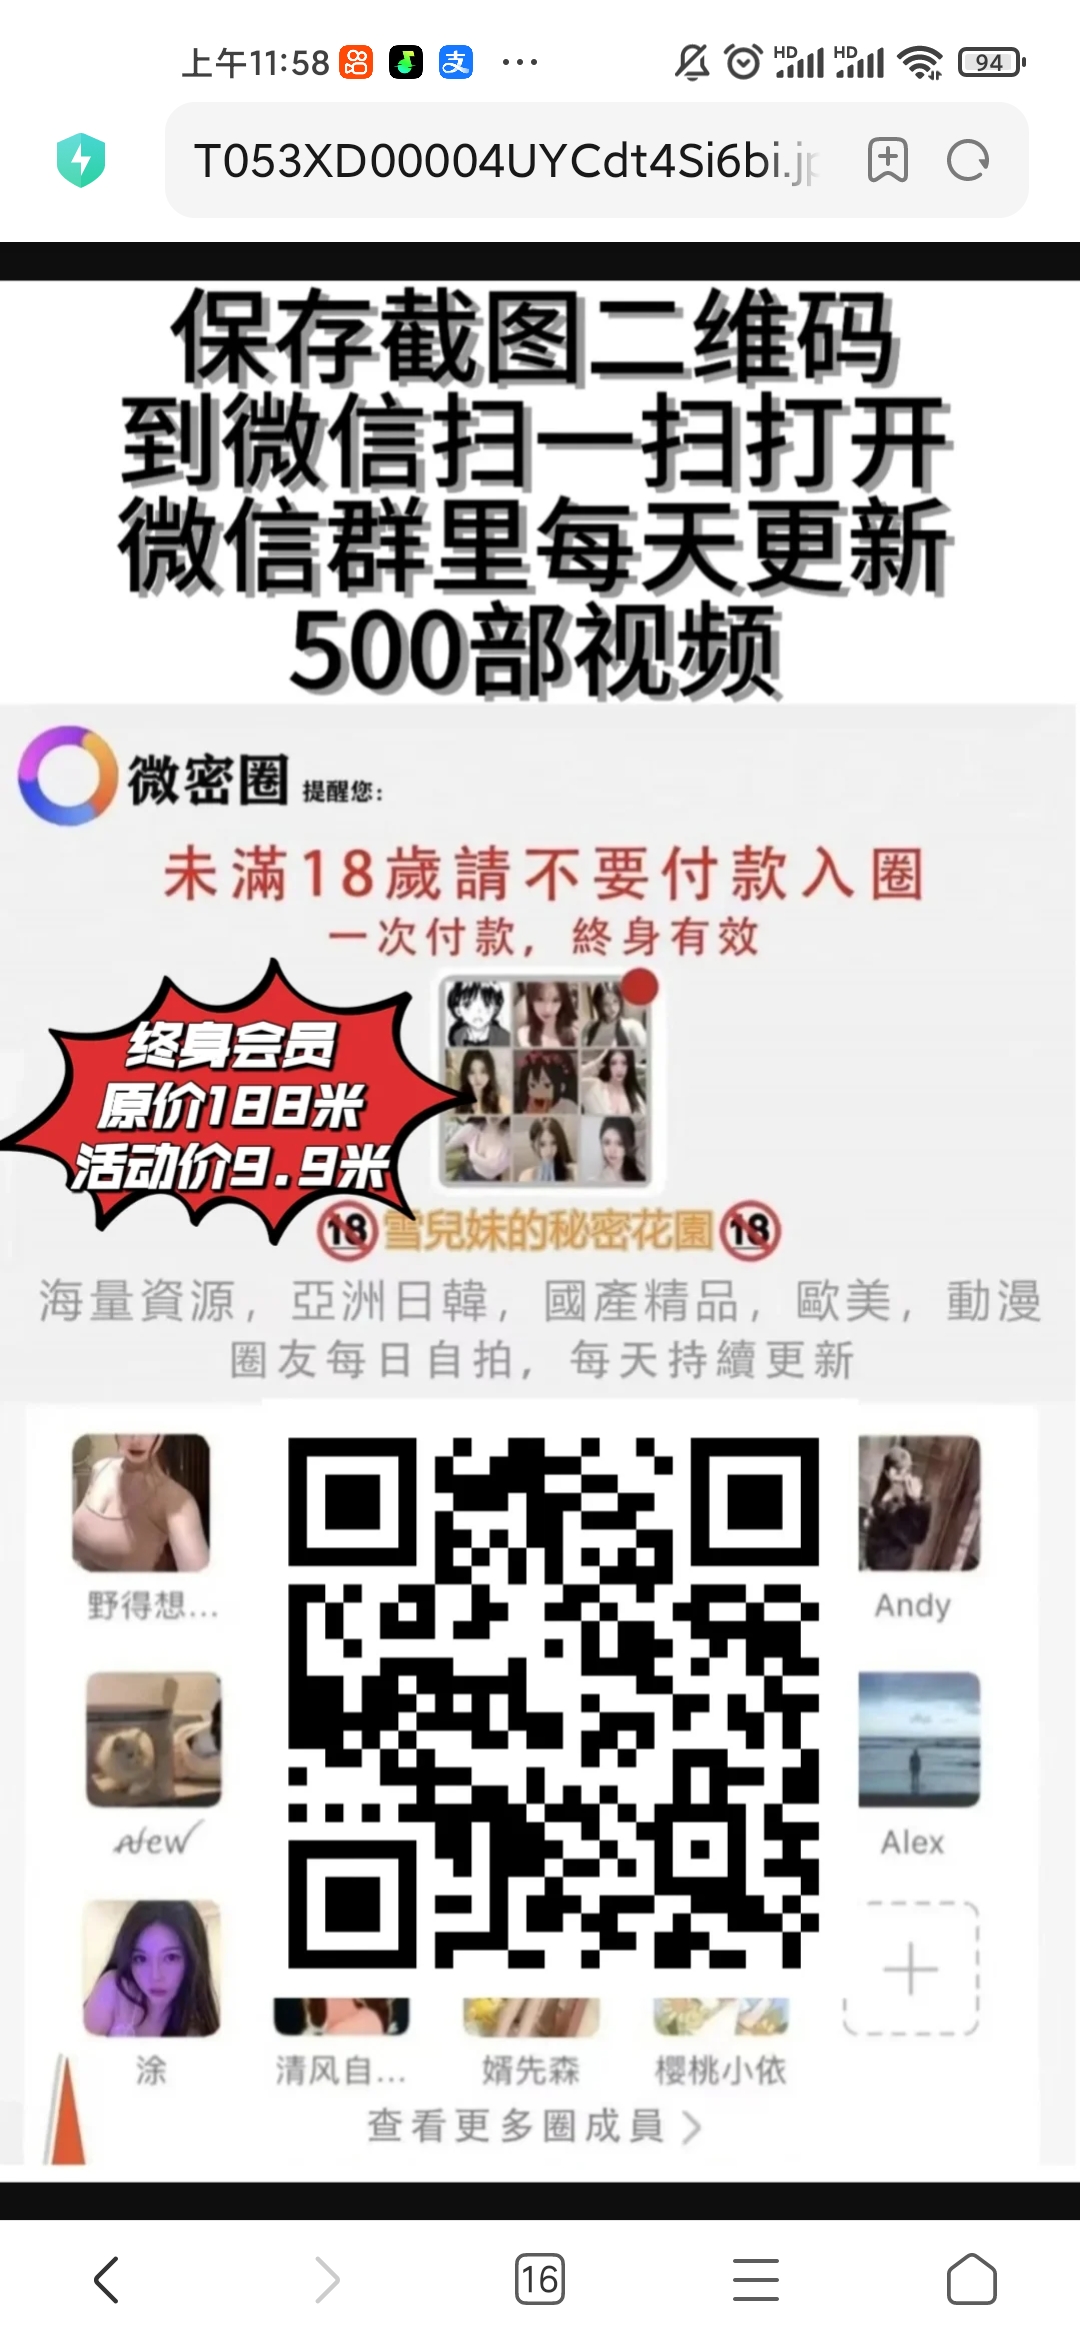 上午11:58
支
HD
HD
94
T053XD00004UYCdt4Si6bi.jp
保存截图二维码
到微信扫一扫打开
微信群里每天更新
500部视频
微密圈 提醒您:
未滿18歲請不要付款入圈
一次付款，終身有效
终身会员
原价188米
活动价9.9米
18 雪兒妹的秘密花園 18
海量資源，亞洲日韓，國產精品，歐美，動漫
圈友每日自拍，每天持續更新
野得想...
Andy
New
Alex
涂
清风自...
婿先森
樱桃小依
查看更多圈成員
16